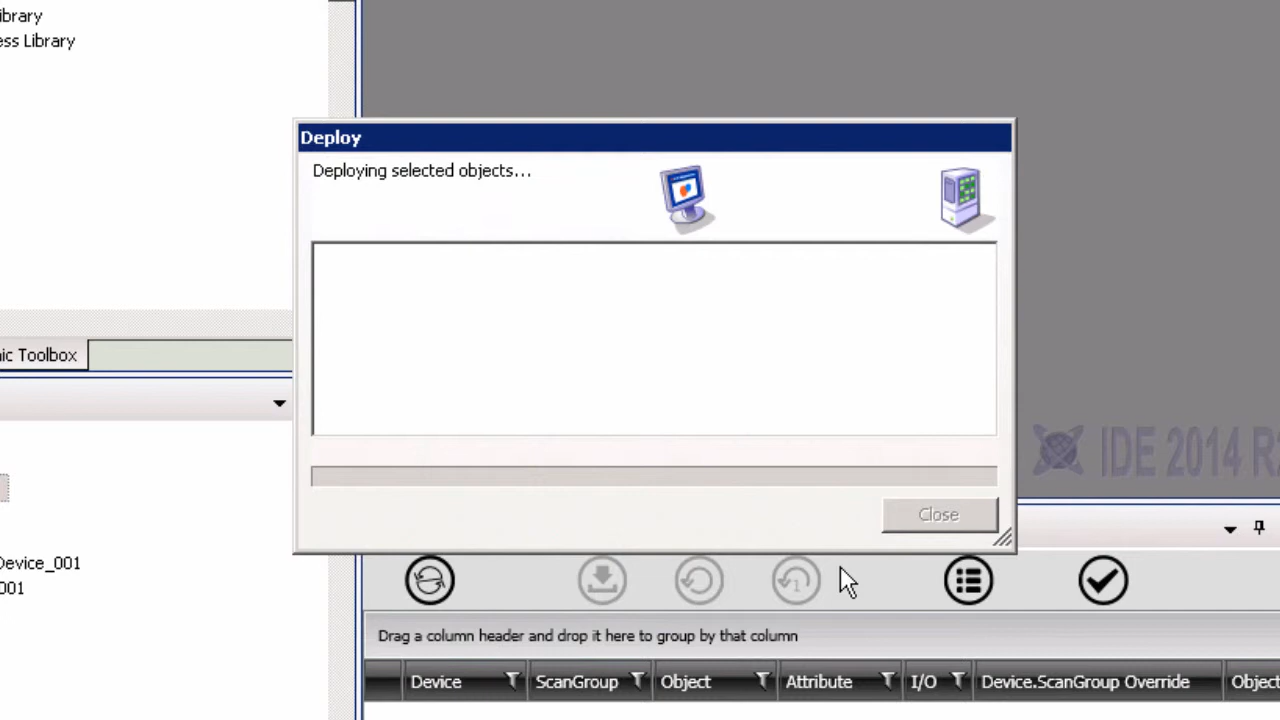 ibrary
ess Library
Deploy
Deploying selected objects...
ic Toolbox
IDE 2014 R
Close
Device_001
001
1
Drag a column header and drop it here to group by that column
Device ScanGroup Object Attribute I/O Device.ScanGroup Override Object